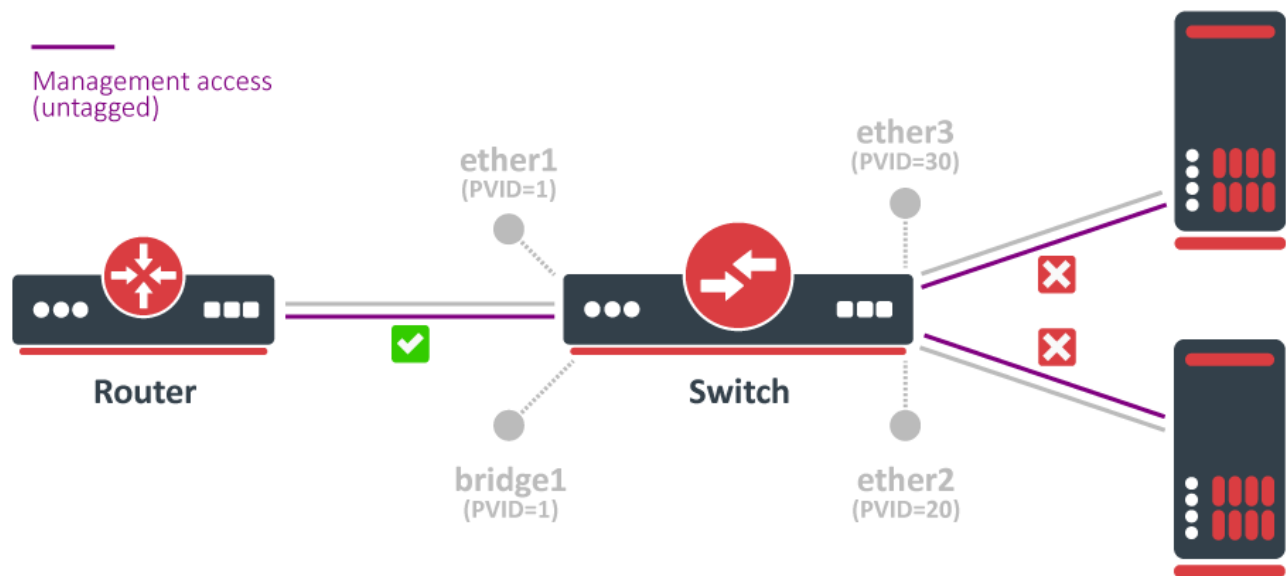 Management access
(untagged)
ether1
(PVID=1)
ether3
(PVID=30)
Router
Switch
bridge1
(PVID=1)
ether2
(PVID=20)